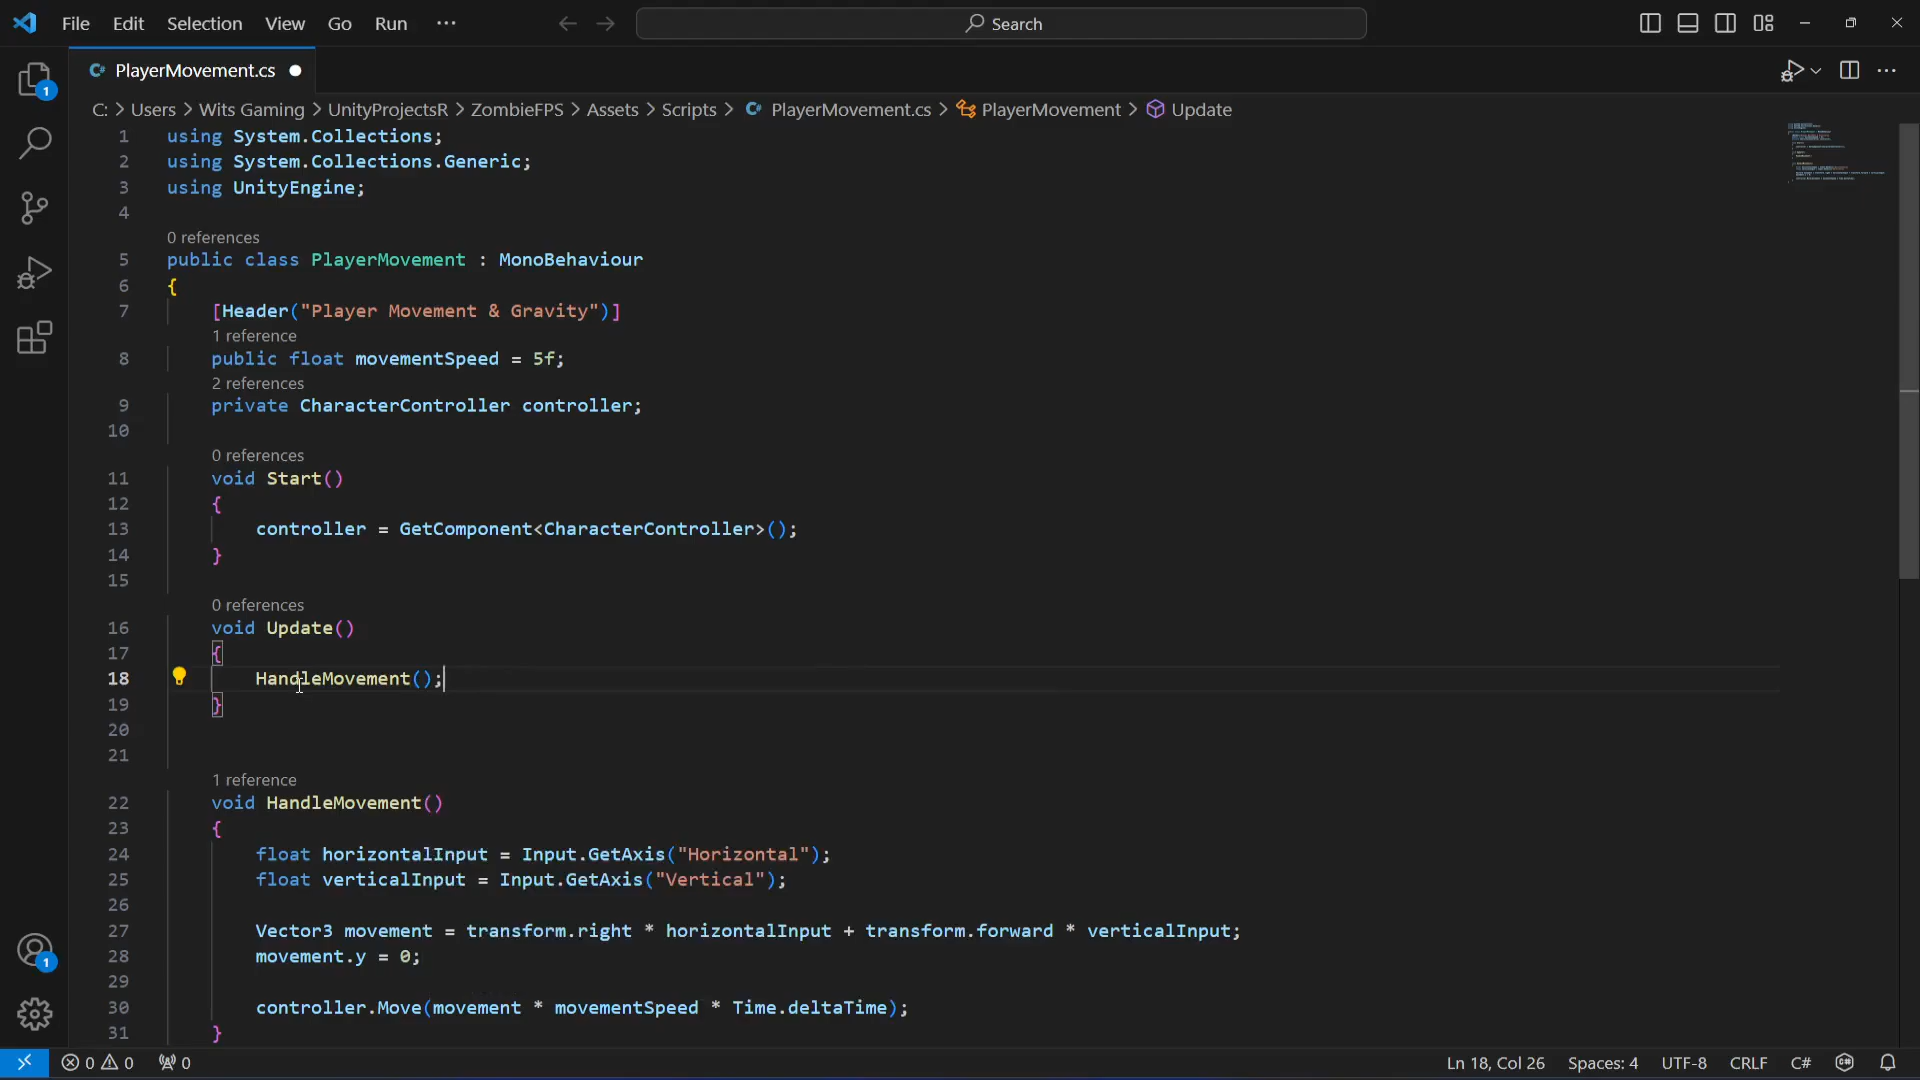 File Edit Selection View Go Run ··· Search
PlayerMovement.cs
C: > Users > Wits Gaming > UnityProjectsR > ZombieFPS > Assets > Scripts > PlayerMovement.cs > PlayerMovement > Update
1 using System.Collections;
2 using System.Collections.Generic;
3 using UnityEngine;
4
0 references
5 public class PlayerMovement : MonoBehaviour
6 {
7 [Header("Player Movement & Gravity")]
1 reference
8 public float movementSpeed = 5f;
2 references
9 private CharacterController controller;
10
0 references
11 void Start()
12 {
13 controller = GetComponent<CharacterController>();
14 }
15
0 references
16 void Update()
17 {
18 HandleMovement();
19 }
20
21
1 reference
22 void HandleMovement()
23 {
24 float horizontalInput = Input.GetAxis("Horizontal");
25 float verticalInput = Input.GetAxis("Vertical");
26
27 Vector3 movement = transform.right * horizontalInput + transform.forward * verticalInput;
28 movement.y = 0;
29
30 controller.Move(movement * movementSpeed * Time.deltaTime);
31 }
1
1
0 0 0 Ln 18, Col 26 Spaces: 4 UTF-8 CRLF C#